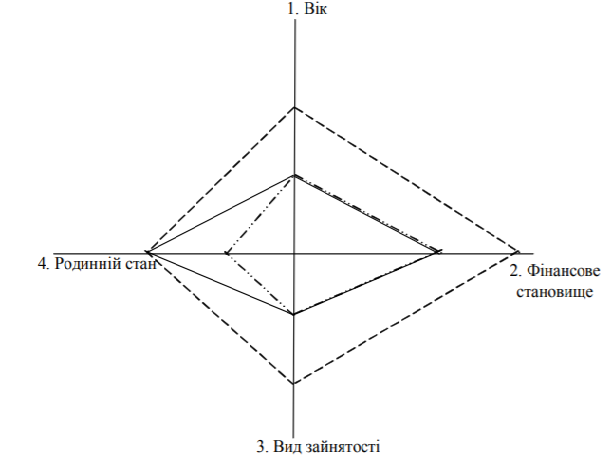 1. Вік
4. Родинній стан
2. Фінансове
становище
3. Вид зайнятості